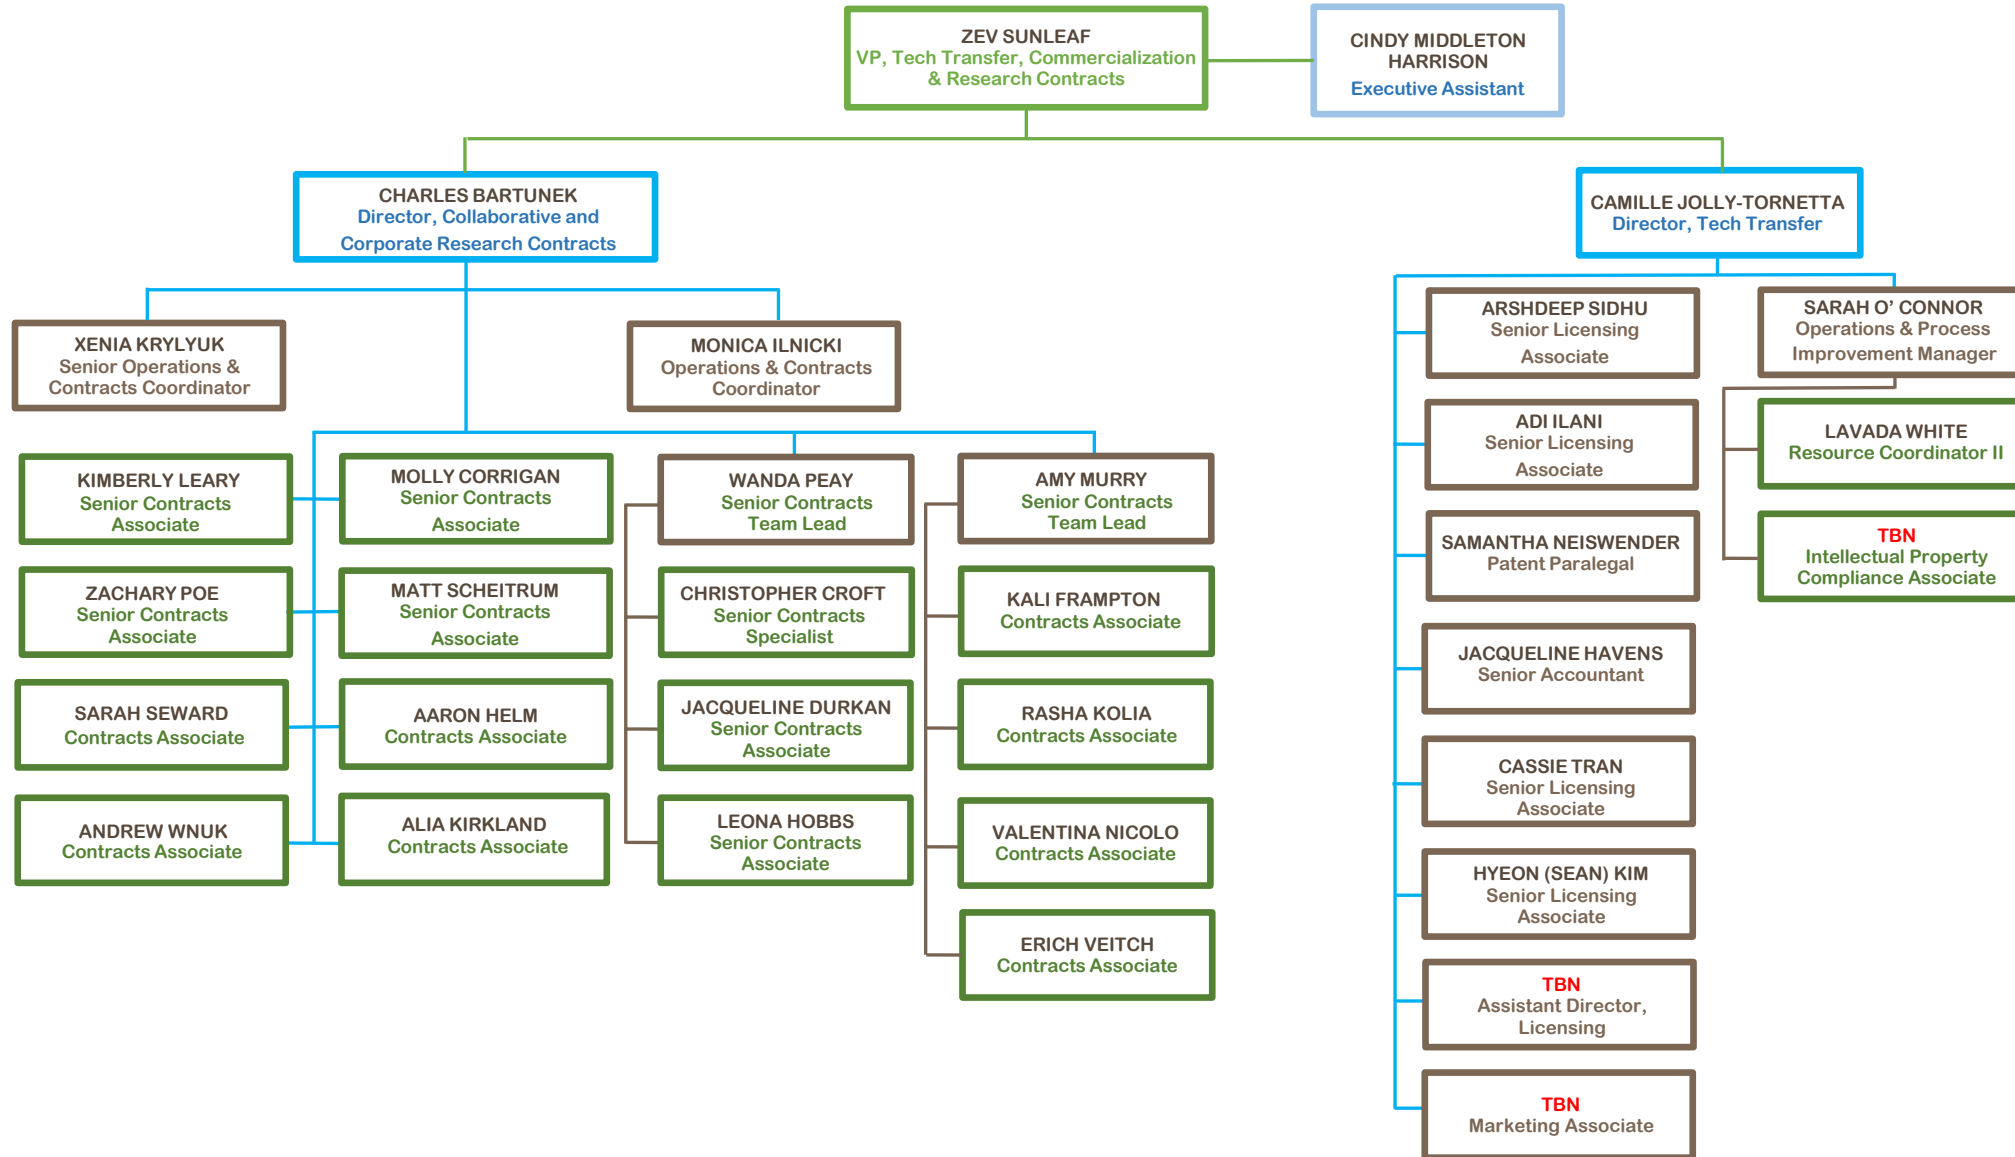 ZEV SUNLEAF
VP, Tech Transfer, Commercialization
& Research Contracts
CINDY MIDDLETON
HARRISON
Executive Assistant
CHARLES BARTUNEK
Director, Collaborative and
Corporate Research Contracts
CAMILLE JOLLY-TORNETTA
Director, Tech Transfer
XENIA KRYLYUK
Senior Operations &
Contracts Coordinator
MONICA ILNICKI
Operations & Contracts
Coordinator
KIMBERLY LEARY
Senior Contracts
Associate
MOLLY CORRIGAN
Senior Contracts
Associate
WANDA PEAY
Senior Contracts
Team Lead
AMY MURRY
Senior Contracts
Team Lead
ZACHARY POE
Senior Contracts
Associate
MATT SCHEITRUM
Senior Contracts
Associate
CHRISTOPHER CROFT
Senior Contracts
Specialist
KALI FRAMPTON
Contracts Associate
SARAH SEWARD
Contracts Associate
AARON HELM
Contracts Associate
JACQUELINE DURKAN
Senior Contracts
Associate
RASHA KOLIA
Contracts Associate
ANDREW WNUK
Contracts Associate
ALIA KIRKLAND
Contracts Associate
LEONA HOBBS
Senior Contracts
Associate
VALENTINA NICOLO
Contracts Associate
ERICH VEITCH
Contracts Associate
ARSHDEEP SIDHU
Senior Licensing
Associate
SARAH O’ CONNOR
Operations & Process
Improvement Manager
ADI ILANI
Senior Licensing
Associate
LAVADA WHITE
Resource Coordinator II
SAMANTHA NEISWENDER
Patent Paralegal
TBN
Intellectual Property
Compliance Associate
JACQUELINE HAVENS
Senior Accountant
CASSIE TRAN
Senior Licensing
Associate
HYEON (SEAN) KIM
Senior Licensing
Associate
TBN
Assistant Director,
Licensing
TBN
Marketing Associate